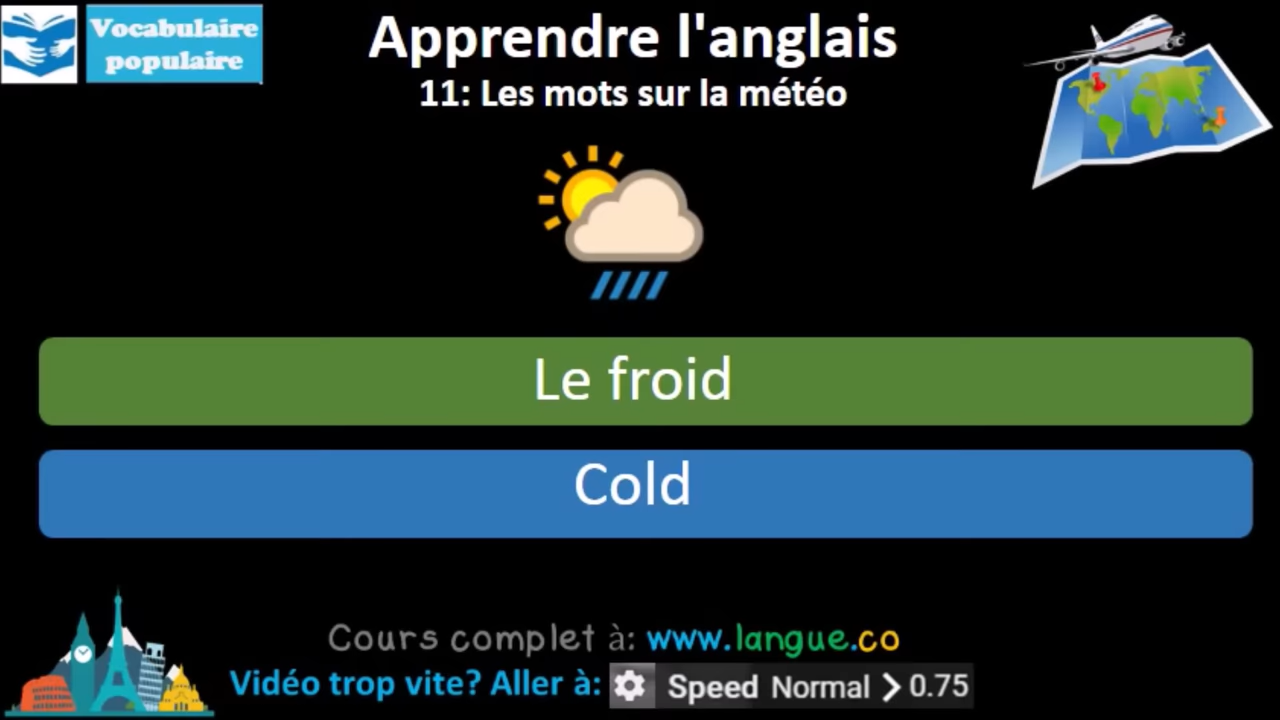 Vocabulaire
populaire
Apprendre l'anglais
11: Les mots sur la météo
Le froid
Cold
Cours complet à: www.langue.co
Vidéo trop vite? Aller à: Speed Normal > 0.75